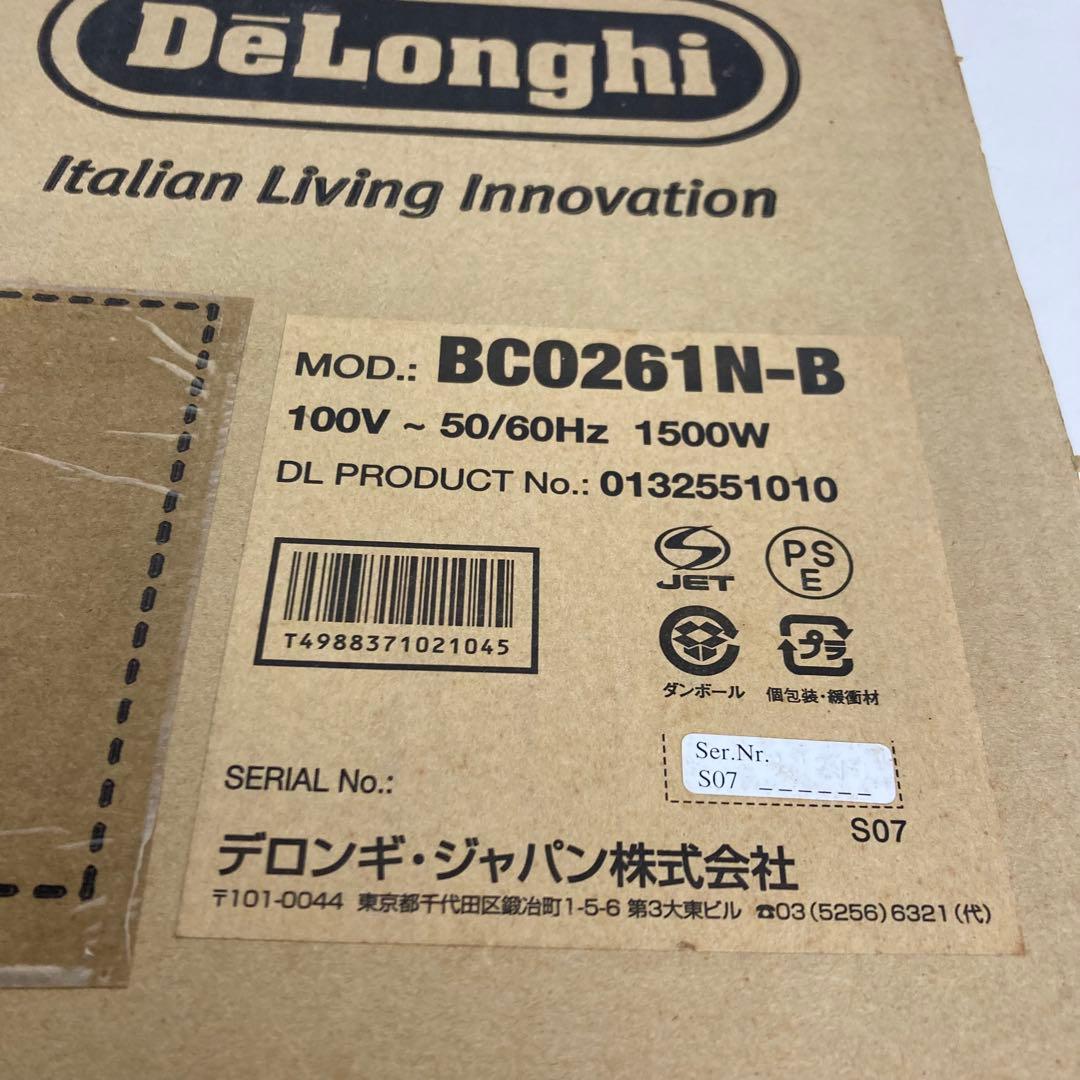 DēLonghi
Italian Living Innovation
MOD.: BCO261N-B
100V ~ 50/60Hz 1500W
DL PRODUCT No.: 0132551010
JET
PS
E
T4988371021045
プラ
ダンボール
個包装・緩衝材
Ser.Nr.
S07 _ _ _ _ _ _
SERIAL No.:
S07
デロンギ・ジャパン株式会社
〒101-0044 東京都千代田区鍛冶町1-5-6 第3大東ビル ☎03(5256)6321(代)